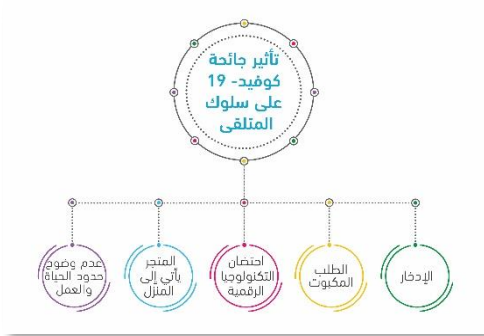 تأثير جائحة
كوفيد- 19
على سلوك
المتلقى
الإدخار
الطلب
المكبوت
احتضان
التكنولوجيا
الرقمية
المتجر
يأتي إلى
المنزل
عدم وضوح
حدود الحياة
والعمل